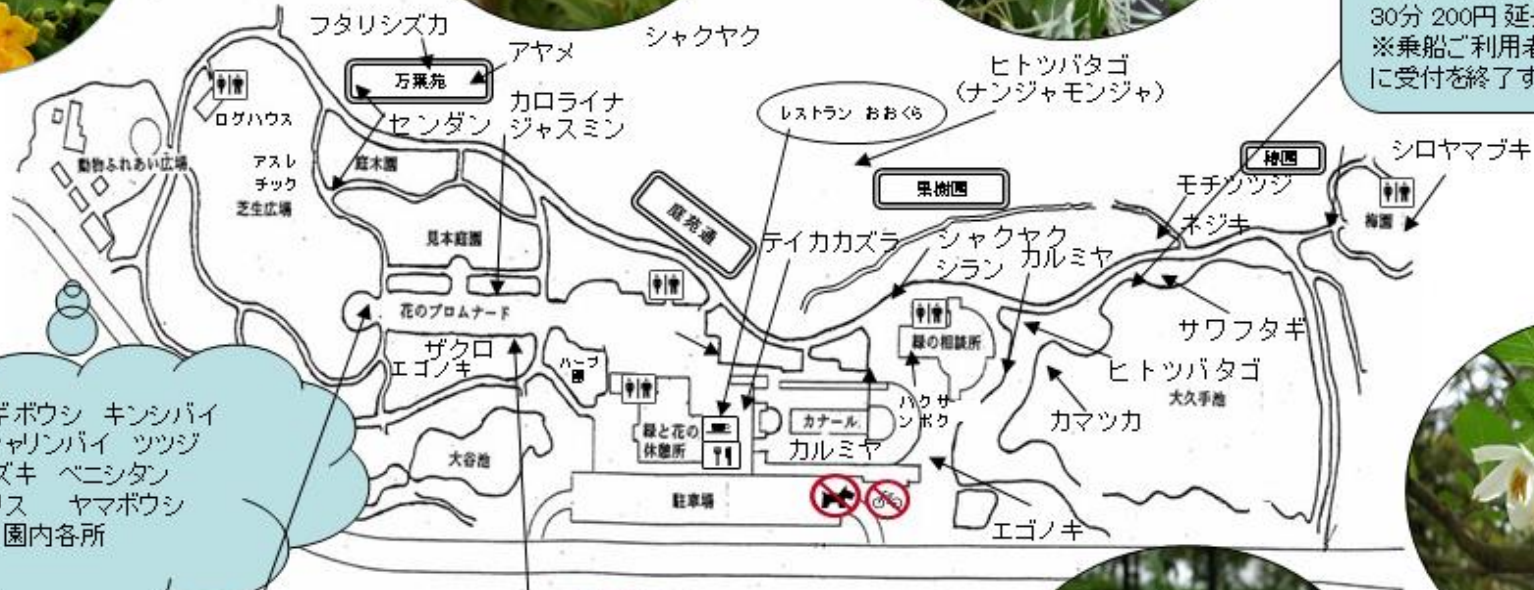 30分 200円
※乗船ご利用者
に受付を終了す
フタリシズカ
アヤメ
シャクヤク
万葉苑
センダン
カロライナ
ジャスミン
レストラン おおくら
ヒトツバタゴ
(ナンジャモンジャ)
ログハウス
動物ふれあい広場
アスレ
チック
芝生広場
庭木園
見本庭園
庭苑通
果樹園
椿園
シロヤマブキ
梅園
モチツツジ
ネジキ
テイカカズラ
シャクヤク
シラン
カルミヤ
花のプロムナード
ザクロ
エゴノキ
ハーブ
園
緑の相談所
サワフタギ
ヒトツバタゴ
大久手池
カマツカ
ハクサ
ンボク
カナール
カルミヤ
緑と花の
休憩所
大谷池
駐車場
エゴノキ
ギボウシ キンシバイ
シャリンバイ ツツジ
ズキ ベニシタン
リス ヤマボウシ
園内各所